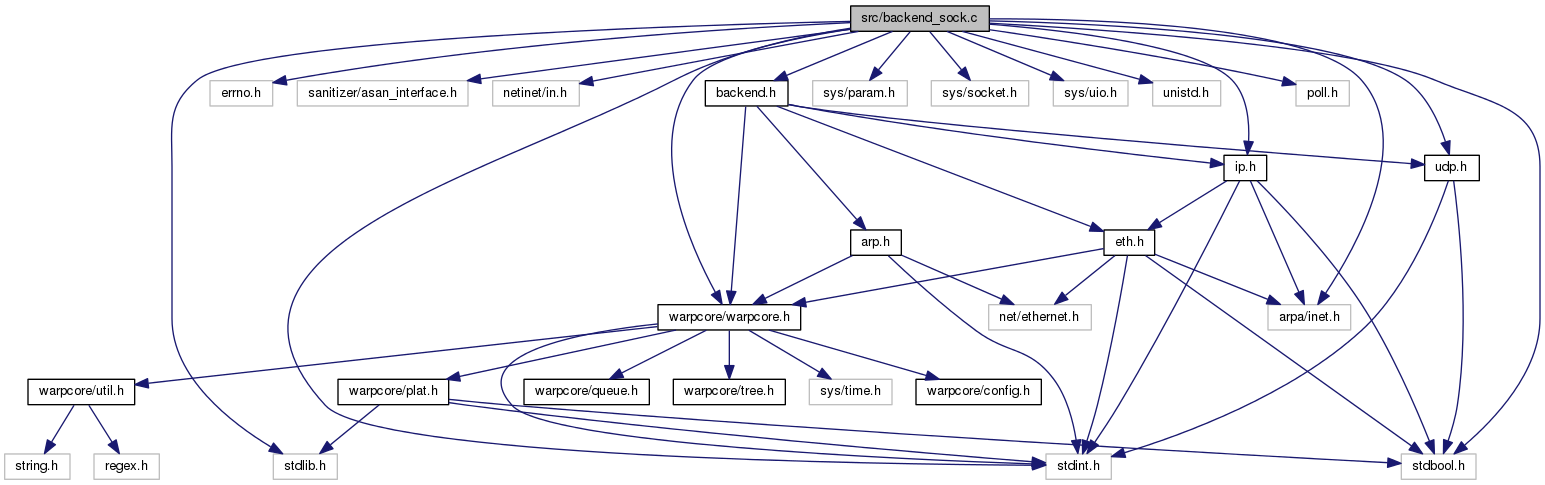 src/backend_sock.c
errno.h
sanitizer/asan_interface.h
netinet/in.h
backend.h
sys/param.h
sys/socket.h
sys/uio.h
unistd.h
poll.h
ip.h
udp.h
arp.h
eth.h
warpcore/warpcore.h
net/ethernet.h
arpa/inet.h
warpcore/util.h
warpcore/plat.h
warpcore/queue.h
warpcore/tree.h
sys/time.h
warpcore/config.h
string.h
regex.h
stdlib.h
stdint.h
stdbool.h